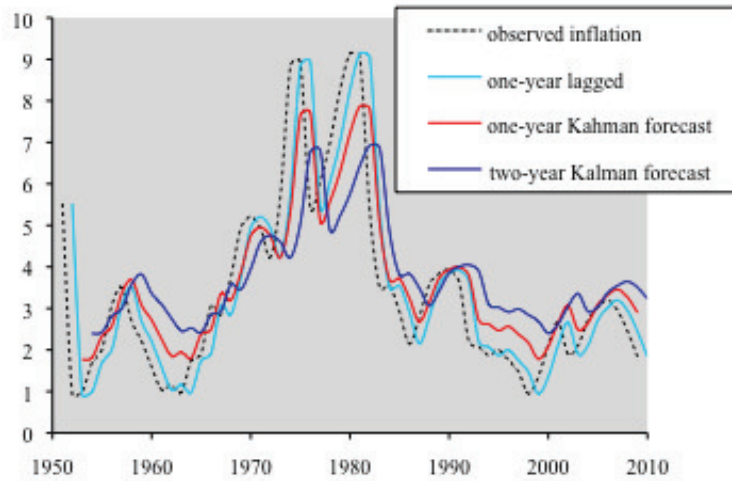 10
9
8
7
6
5
4
3
2
1
0
1950 1960 1970 1980 1990 2000 2010
observed inflation
one-year lagged
one-year Kahman forecast
two-year Kalman forecast